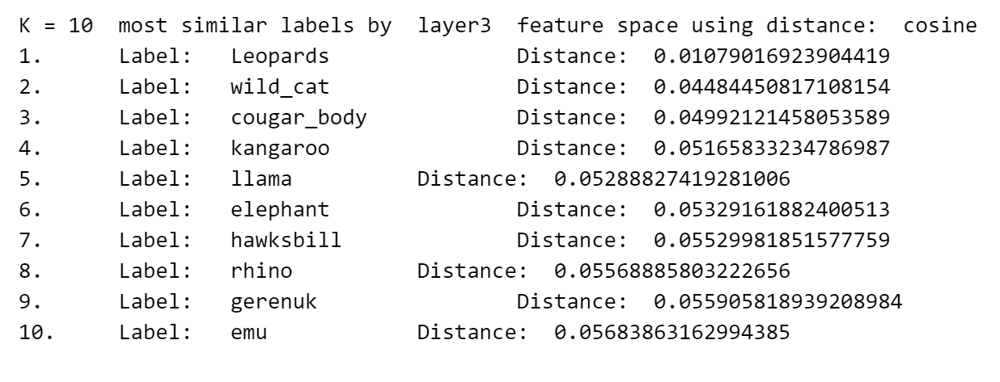 K = 10  most similar labels by  layer3  feature space using distance:  cosine
1.      Label:   Leopards               Distance:  0.01079016923904419
2.      Label:   wild_cat               Distance:  0.04484450817108154
3.      Label:   cougar_body            Distance:  0.04992121458053589
4.      Label:   kangaroo               Distance:  0.05165833234786987
5.      Label:   llama          Distance:  0.05288827419281006
6.      Label:   elephant               Distance:  0.05329161882400513
7.      Label:   hawksbill              Distance:  0.05529981851577759
8.      Label:   rhino          Distance:  0.05568885803222656
9.      Label:   gerenuk                Distance:  0.055905818939208984
10.     Label:   emu            Distance:  0.05683863162994385